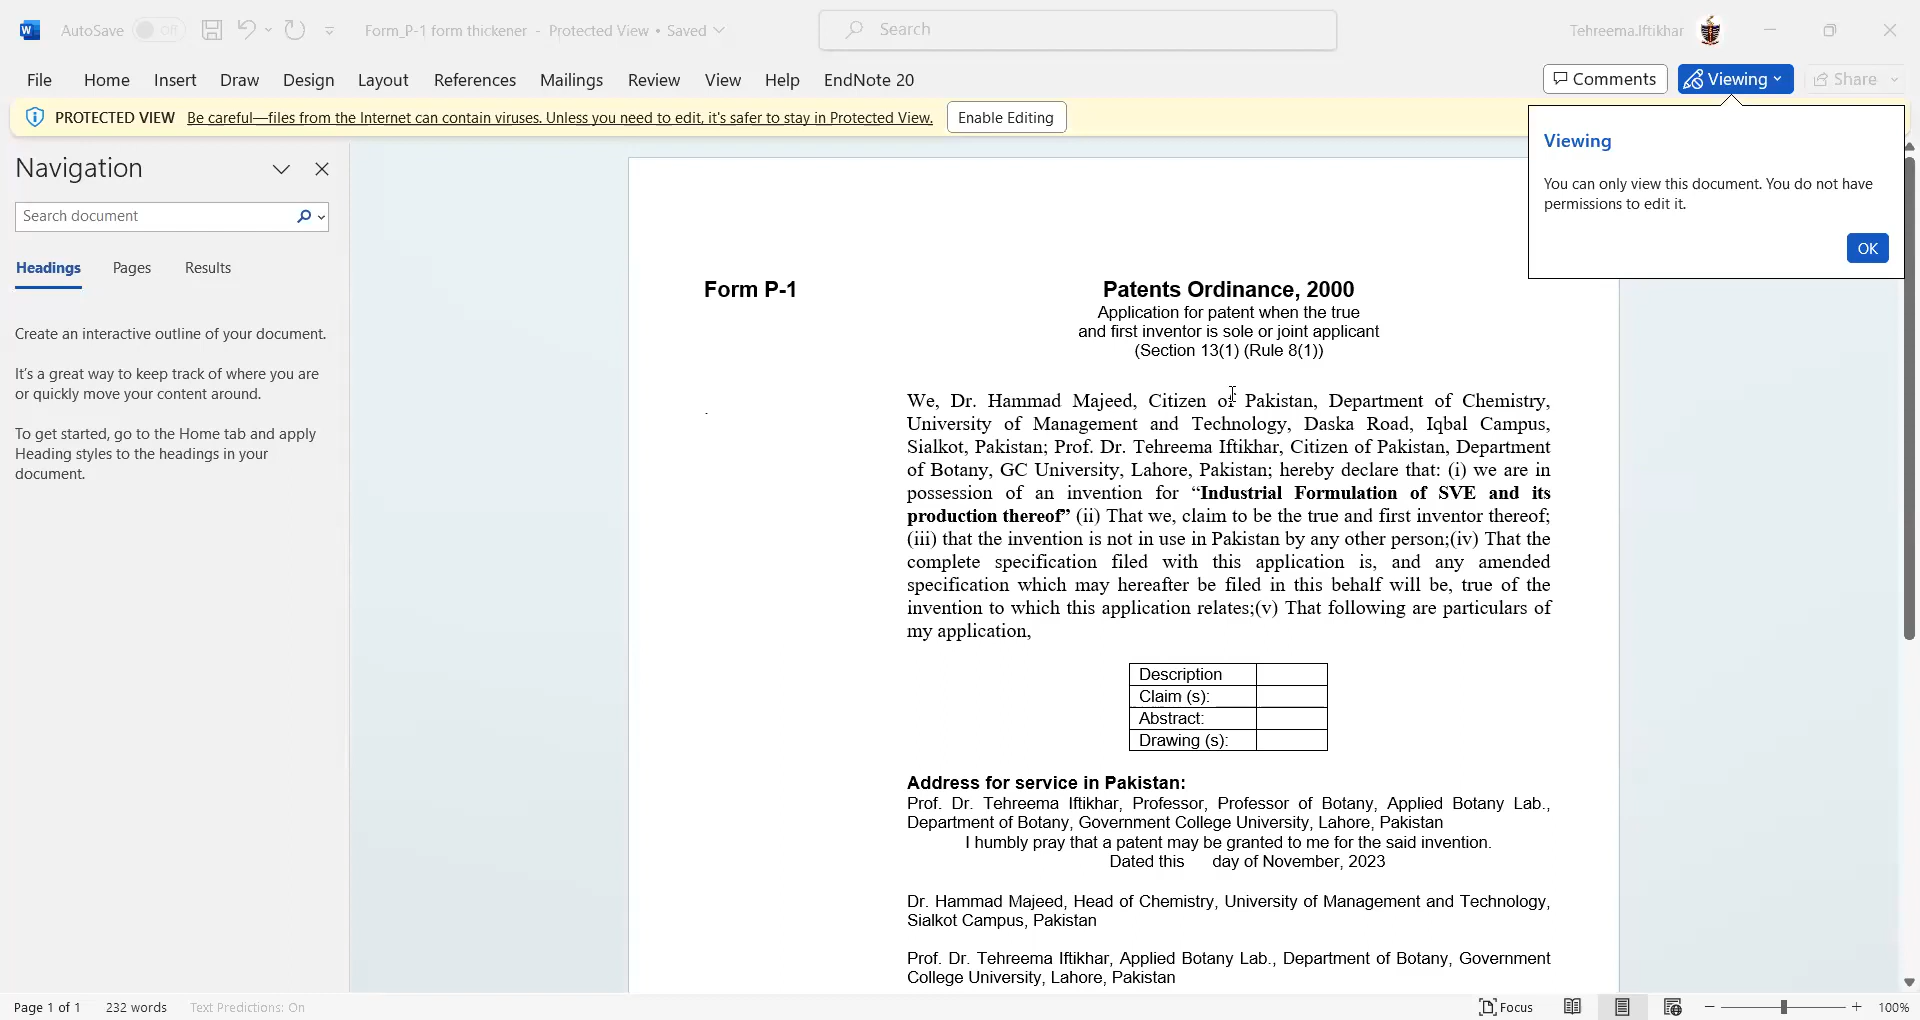 AutoSave Off Form_P-1 form thickener - Protected View • Saved Search Tehreema.Iftikhar
File Home Insert Draw Design Layout References Mailings Review View Help EndNote 20 Comments Viewing Share
PROTECTED VIEW Be careful—files from the Internet can contain viruses. Unless you need to edit, it's safer to stay in Protected View. Enable Editing
Viewing
You can only view this document. You do not have
permissions to edit it.
OK
Navigation
Search document
Headings Pages Results
Create an interactive outline of your document.
It's a great way to keep track of where you are
or quickly move your content around.
To get started, go to the Home tab and apply
Heading styles to the headings in your
document.
Form P-1 Patents Ordinance, 2000
Application for patent when the true
and first inventor is sole or joint applicant
(Section 13(1) (Rule 8(1))
We, Dr. Hammad Majeed, Citizen of Pakistan, Department of Chemistry,
University of Management and Technology, Daska Road, Iqbal Campus,
Sialkot, Pakistan; Prof. Dr. Tehreema Iftikhar, Citizen of Pakistan, Department
of Botany, GC University, Lahore, Pakistan; hereby declare that: (i) we are in
possession of an invention for “Industrial Formulation of SVE and its
production thereof” (ii) That we, claim to be the true and first inventor thereof;
(iii) that the invention is not in use in Pakistan by any other person;(iv) That the
complete specification filed with this application is, and any amended
specification which may hereafter be filed in this behalf will be, true of the
invention to which this application relates;(v) That following are particulars of
my application,
Description
Claim (s):
Abstract:
Drawing (s):
Address for service in Pakistan:
Prof. Dr. Tehreema Iftikhar, Professor, Professor of Botany, Applied Botany Lab.,
Department of Botany, Government College University, Lahore, Pakistan
I humbly pray that a patent may be granted to me for the said invention.
Dated this day of November, 2023
Dr. Hammad Majeed, Head of Chemistry, University of Management and Technology,
Sialkot Campus, Pakistan
Prof. Dr. Tehreema Iftikhar, Applied Botany Lab., Department of Botany, Government
College University, Lahore, Pakistan
Page 1 of 1 232 words Text Predictions: On Focus 100%